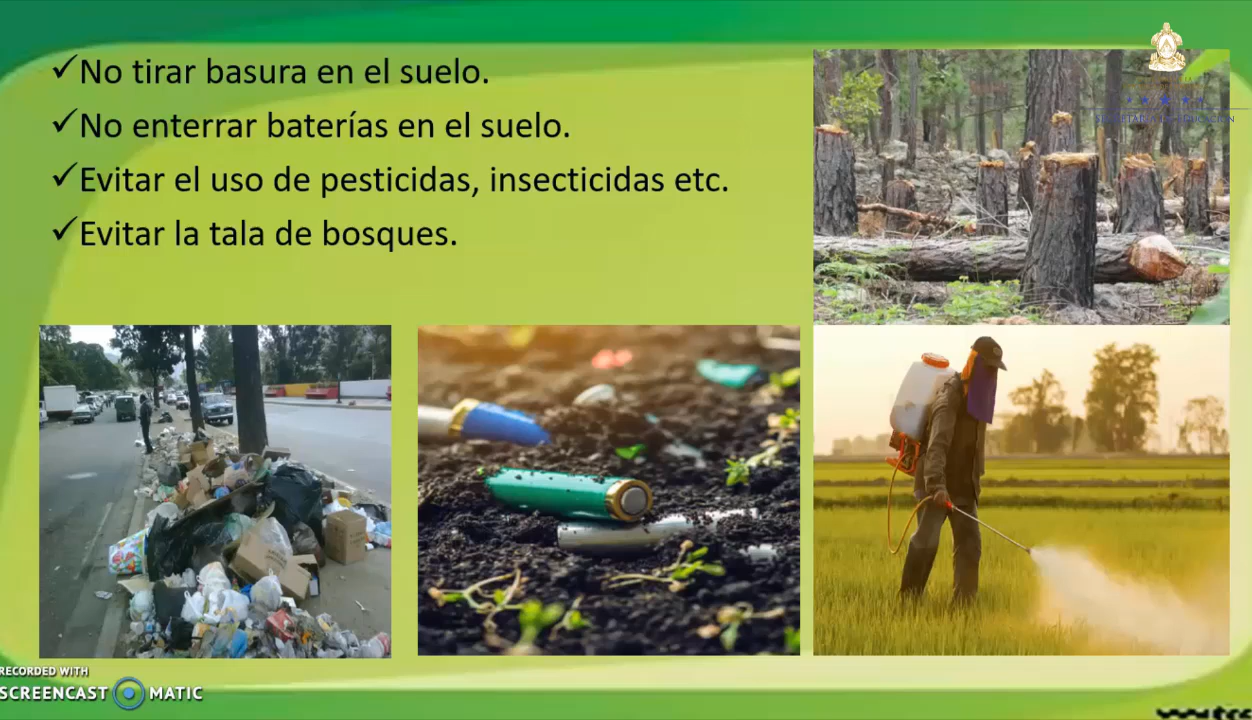 ✓No tirar basura en el suelo.
✓No enterrar baterías en el suelo.
✓Evitar el uso de pesticidas, insecticidas etc.
✓Evitar la tala de bosques.
RECORDED WITH
SCREENCAST MATIC